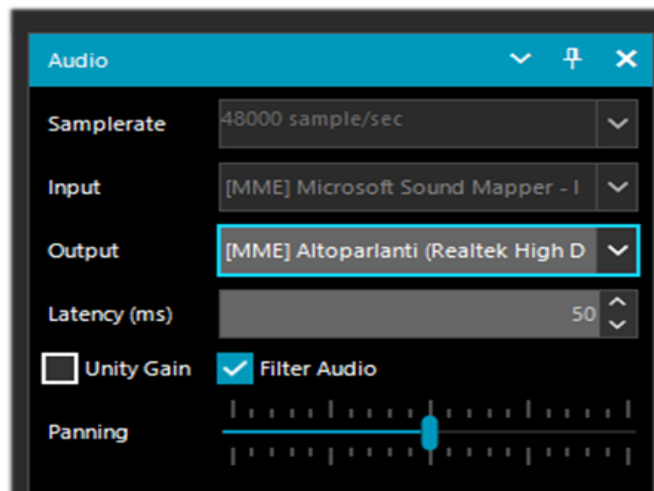 Audio
Samplerate 48000 sample/sec
Input [MME] Microsoft Sound Mapper - I
Output [MME] Altoparlanti (Realtek High D
Latency (ms) 50
Unity Gain Filter Audio
Panning